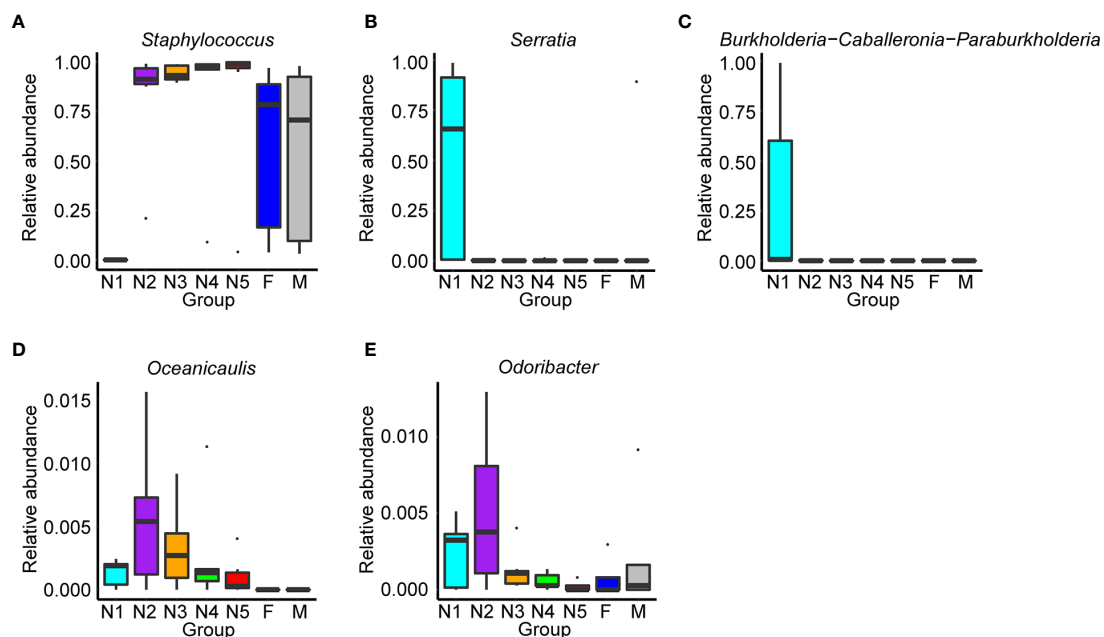 A
Staphylococcus
Relative abundance
1.00
0.75
0.50
0.25
0.00
N1 N2 N3 N4 N5 F M
Group
B
Serratia
Relative abundance
1.00
0.75
0.50
0.25
0.00
N1 N2 N3 N4 N5 F M
Group
C
Burkholderia−Caballeronia−Paraburkholderia
Relative abundance
1.00
0.75
0.50
0.25
0.00
N1 N2 N3 N4 N5 F M
Group
D
Oceanicaulis
Relative abundance
0.015
0.010
0.005
0.000
N1 N2 N3 N4 N5 F M
Group
E
Odoribacter
Relative abundance
0.010
0.005
0.000
N1 N2 N3 N4 N5 F M
Group